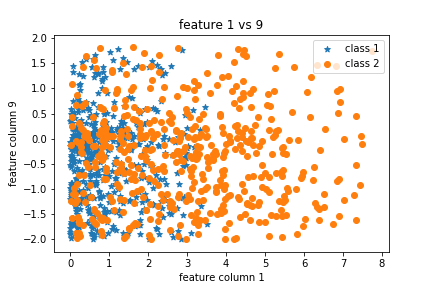 feature 1 vs 9
class 1
class 2
2.0
1.5
1.0
0.5
0.0
−0.5
−1.0
−1.5
−2.0
feature column 9
0 1 2 3 4 5 6 7 8
feature column 1